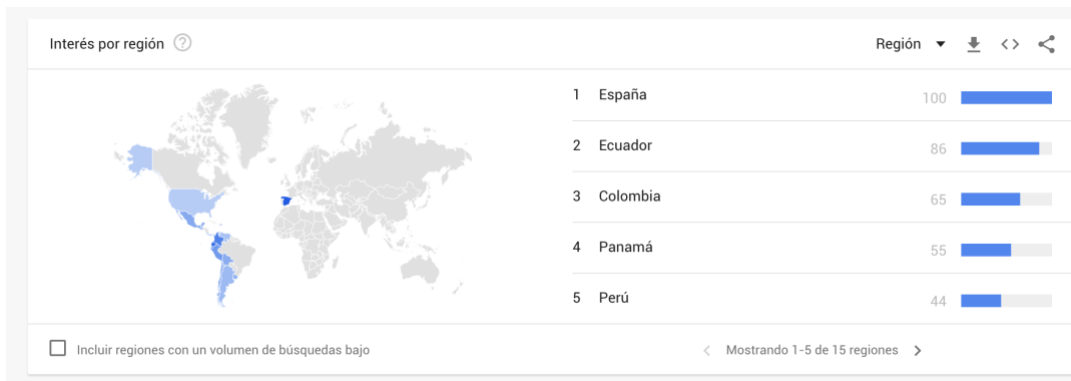 Interés por región ?
Región
1 España 100
2 Ecuador 86
3 Colombia 65
4 Panamá 55
5 Perú 44
Incluir regiones con un volumen de búsquedas bajo
Mostrando 1-5 de 15 regiones